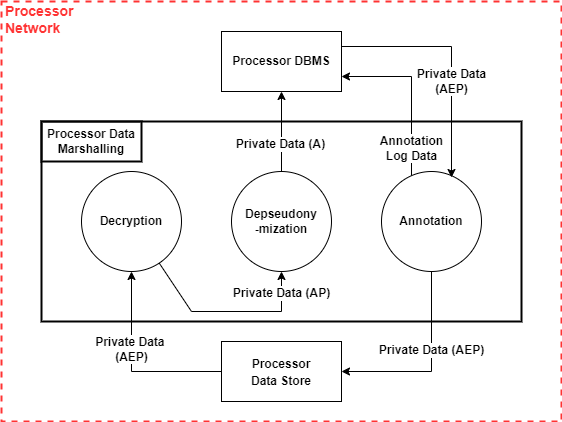 Processor
Network
Processor DBMS
Private Data
(AEP)
Processor Data
Marshalling
Private Data (A)
Annotation
Log Data
Decryption
Depseudony
-mization
Annotation
Private Data (AP)
Private Data
(AEP)
Private Data (AEP)
Processor
Data Store